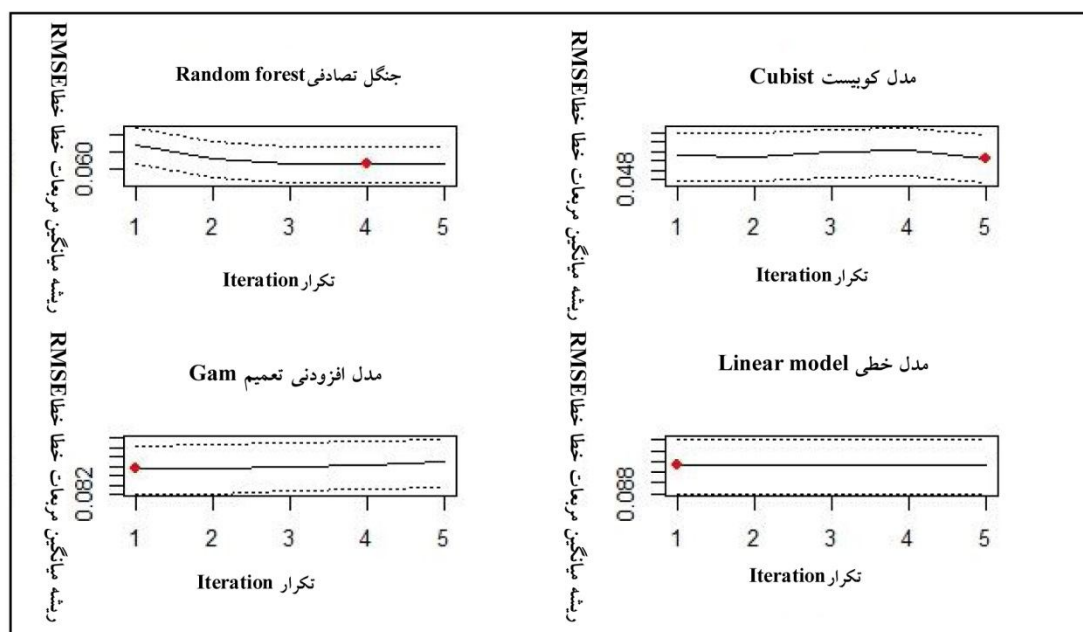 جنگل تصادفی Random forest
ریشه میانگین مربعات خطا RMSE
0.060
1 2 3 4 5
تکرار Iteration
مدل کوبیست Cubist
ریشه میانگین مربعات خطا خطا RMSE
0.048
1 2 3 4 5
تکرار Iteration
مدل افزودنی تعمیم Gam
ریشه میانگین مربعات خطا خطا RMSE
0.082
1 2 3 4 5
تکرار Iteration
مدل خطی Linear model
ریشه میانگین مربعات خطا خطا RMSE
0.088
1 2 3 4 5
تکرار Iteration